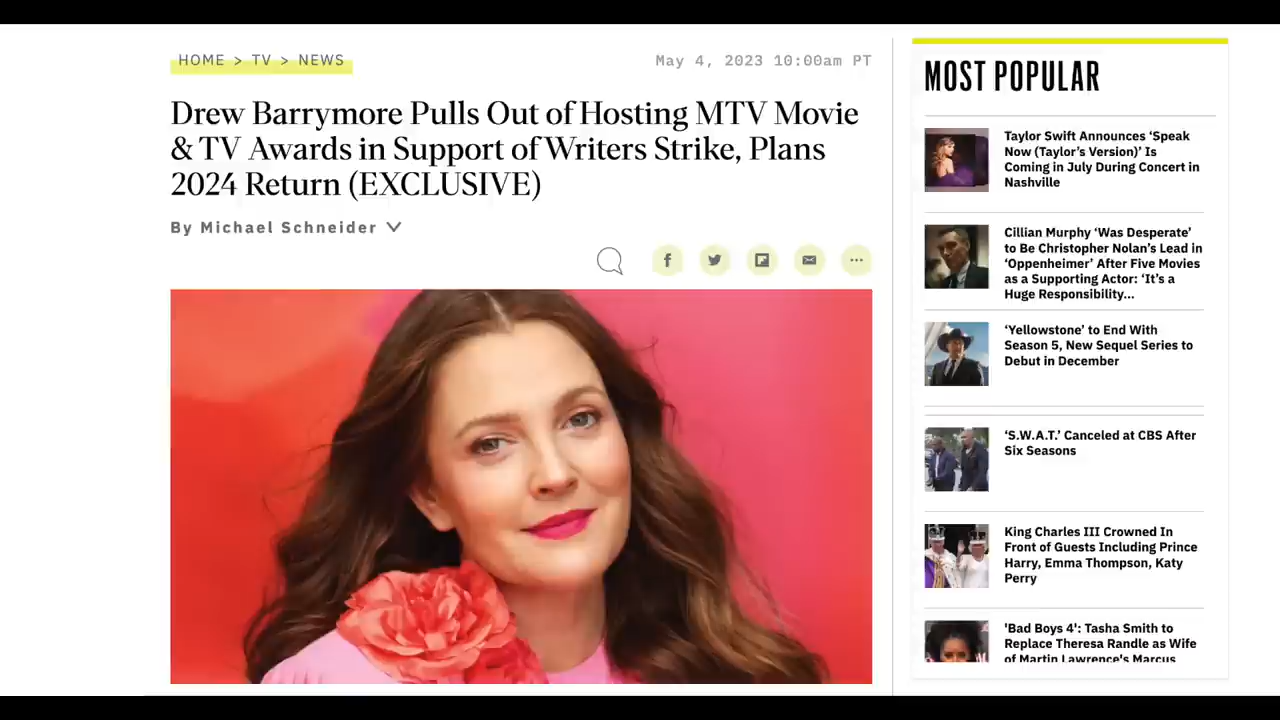 HOME > TV > NEWS
May 4, 2023 10:00am PT
Drew Barrymore Pulls Out of Hosting MTV Movie
& TV Awards in Support of Writers Strike, Plans
2024 Return (EXCLUSIVE)
By Michael Schneider
MOST POPULAR
Taylor Swift Announces ‘Speak
Now (Taylor’s Version)’ Is
Coming in July During Concert in
Nashville
Cillian Murphy ‘Was Desperate’
to Be Christopher Nolan’s Lead in
‘Oppenheimer’ After Five Movies
as a Supporting Actor: ‘It’s a
Huge Responsibility...
‘Yellowstone’ to End With
Season 5, New Sequel Series to
Debut in December
‘S.W.A.T.’ Canceled at CBS After
Six Seasons
King Charles III Crowned In
Front of Guests Including Prince
Harry, Emma Thompson, Katy
Perry
'Bad Boys 4': Tasha Smith to
Replace Theresa Randle as Wife
of Martin Lawrence's Marcus